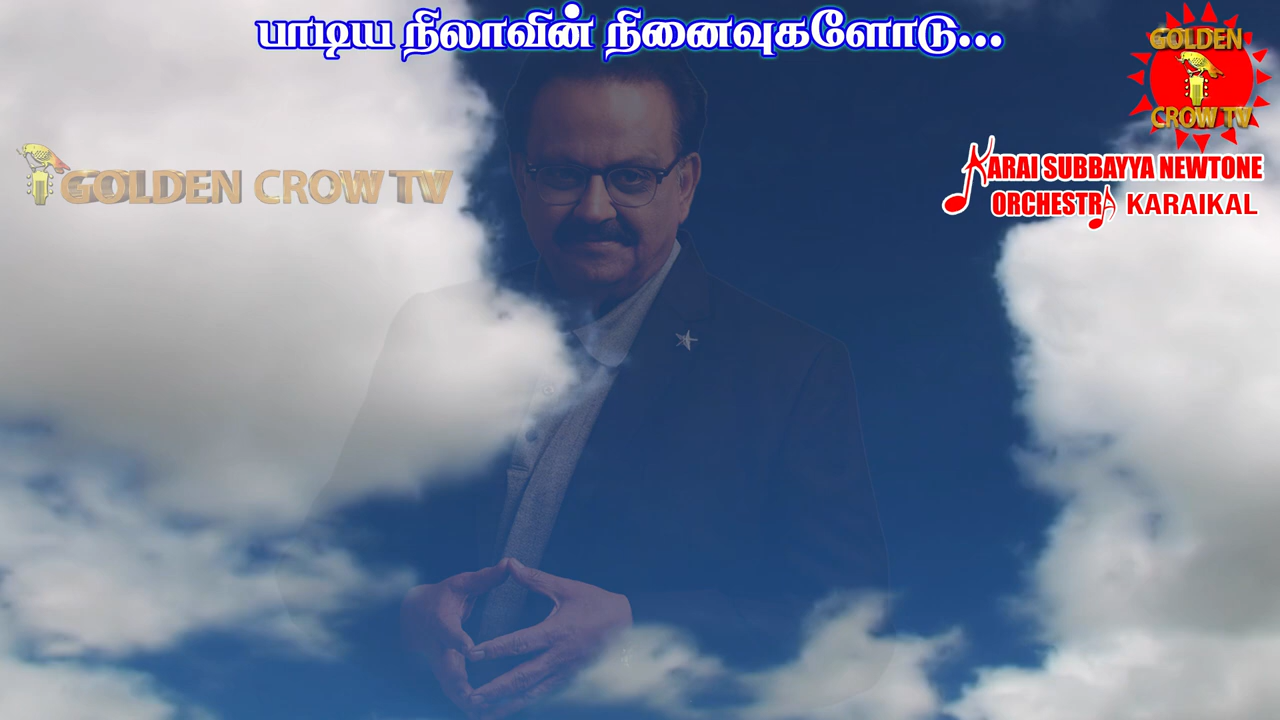 பாடிய நிலாவின் நினைவுகளோடு...
GOLDEN
CROW TV
GOLDEN CROW TV
KARAI SUBBAYYA NEWTONE
ORCHESTRA KARAIKAL